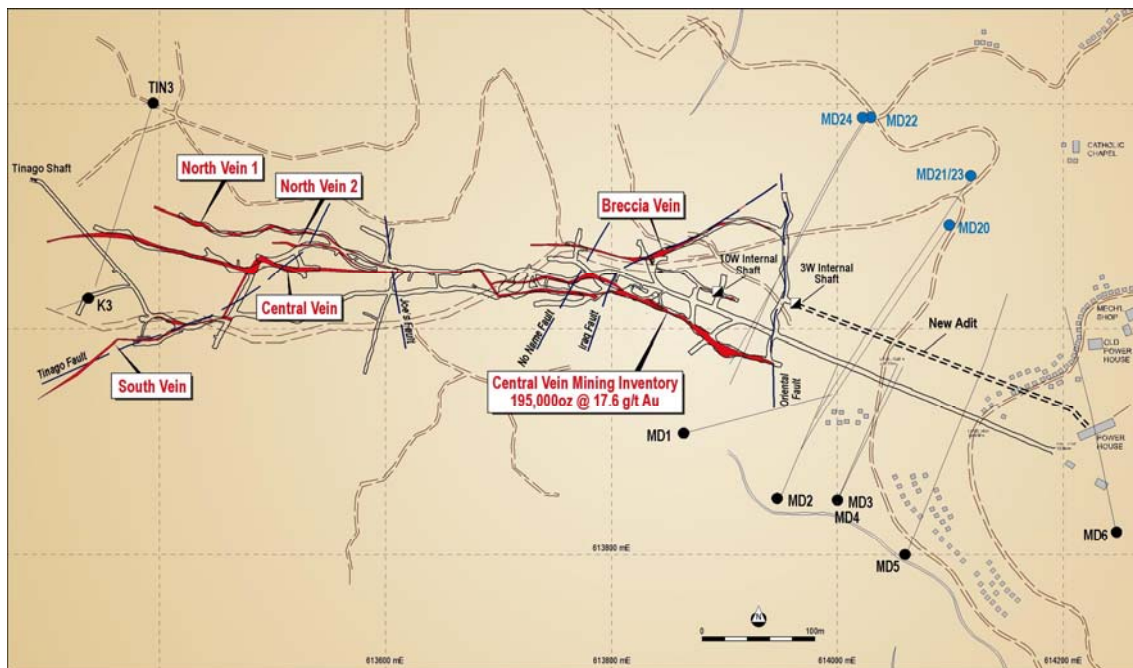 TIN3
MD24
MD22
CATHOLIC
CHAPEL
Tinago Shaft
North Vein 1
MD21/23
North Vein 2
Breccia Vein
MD20
10W Internal
Shaft
3W Internal
Shaft
K3
Central Vein
Joe's Fault
No Name Fault
Iraq Fault
New Adit
MECH'L
SHOP
OLD
POWER
HOUSE
Tinago Fault
South Vein
Central Vein Mining Inventory
195,000oz @ 17.6 g/t Au
Oriental
Fault
MD1
POWER
HOUSE
MD2
MD3
MD4
MD6
613800 mE
MD5
N
0
100m
613600 mE
613800 mE
614000 mE
614200 mE